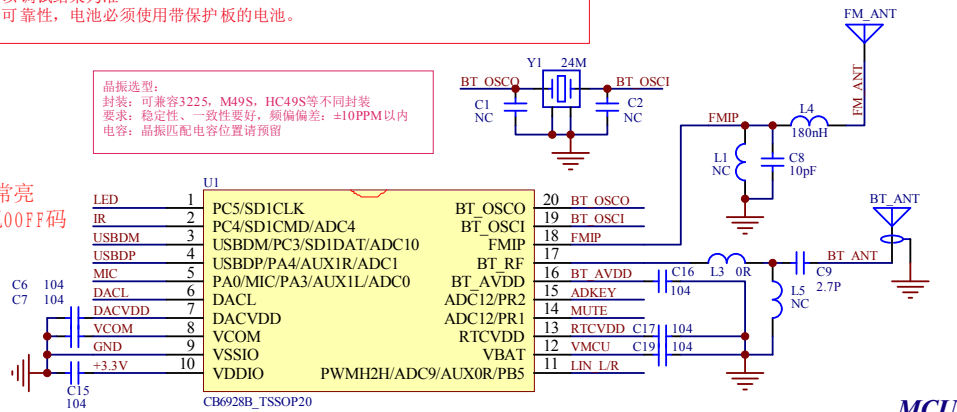 可靠性，电池必须使用带保护板的电池。
晶振选型：
封装：可兼容3225，M49S，HC49S等不同封装
要求：稳定性、一致性要好，频偏偏差：±10PPM以内
电容：晶振匹配电容位置请预留
常亮
00FF码
Y1 24M
BT_OSCO BT_OSCI
C1 C2
NC NC
FM_ANT
FM_ANT
FMIP L4
180nH
L1 C8
NC 10pF
BT_ANT
U1
LED 1 PC5/SD1CLK BT_OSCO 20 BT_OSCO
IR 2 PC4/SD1CMD/ADC4 BT_OSCI 19 BT_OSCI
USBDM 3 USBDM/PC3/SD1DAT/ADC10 FMIP 18 FMIP
USBDP 4 USBDP/PA4/AUX1R/ADC1 BT_RF 17
MIC 5 PA0/MIC/PA3/AUX1L/ADC0 BT_AVDD 16 BT_AVDD
DACL 6 DACL ADC12/PR2 15 ADKEY
DACVDD 7 DACVDD ADC12/PR1 14 MUTE
VCOM 8 VCOM RTCVDD 13 RTCVDD
GND 9 VSSIO VBAT 12 VMCU
+3.3V 10 VDDIO PWMH2H/ADC9/AUX0R/PB5 11 LIN_L/R
CB6928B_TSSOP20
C6 104
C7 104
C15
104
C16
104
L3 0R
L5
NC
C9
2.7P
BT_ANT
C17 104
C19 104
MCU